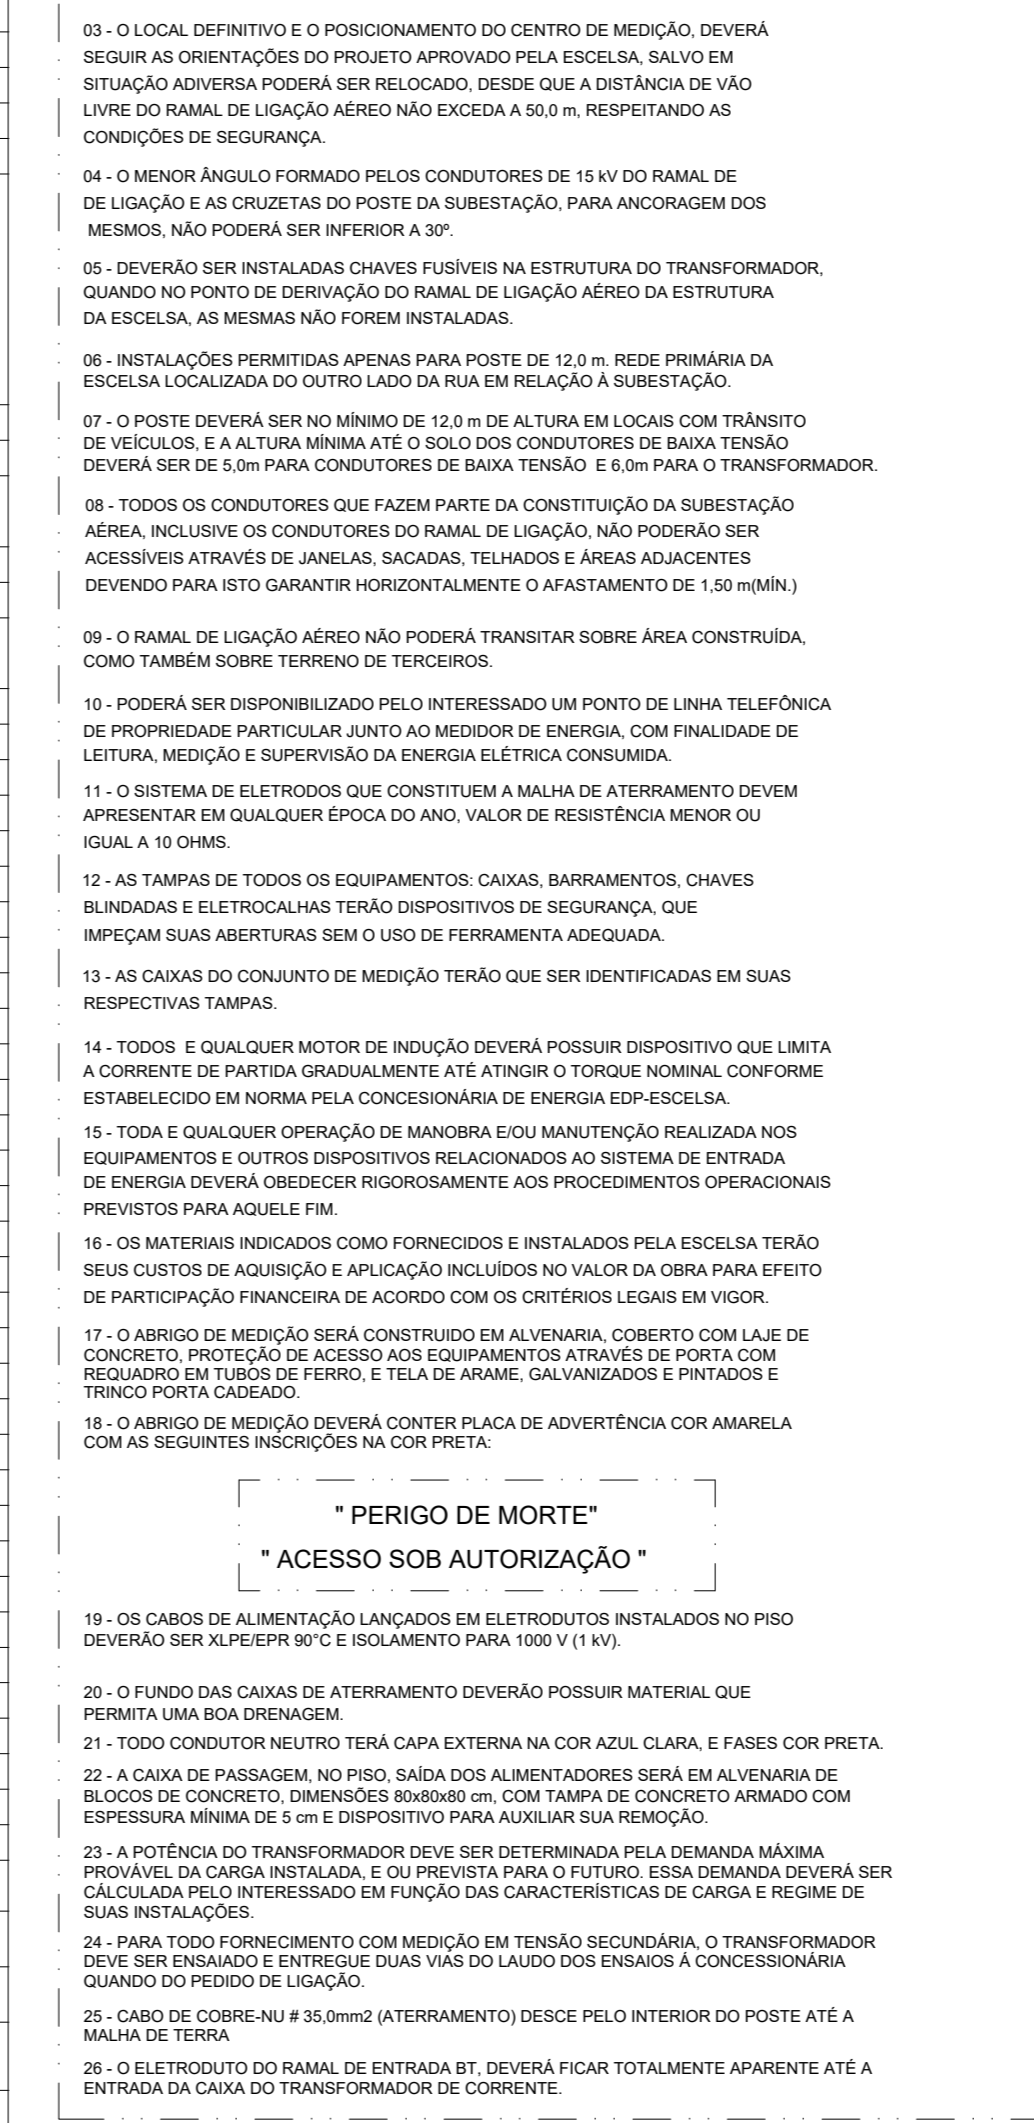 03 - O LOCAL DEFINITIVO E O POSICIONAMENTO DO CENTRO DE MEDIÇÃO, DEVERÁ
SEGUIR AS ORIENTAÇÕES DO PROJETO APROVADO PELA ESCELSA, SALVO EM
SITUAÇÃO ADIVERSA PODERÁ SER RELOCADO, DESDE QUE A DISTÂNCIA DE VÃO
LIVRE DO RAMAL DE LIGAÇÃO AÉREO NÃO EXCEDA A 50,0 m, RESPEITANDO AS
CONDIÇÕES DE SEGURANÇA.
04 - O MENOR ÂNGULO FORMADO PELOS CONDUTORES DE 15 kV DO RAMAL DE
DE LIGAÇÃO E AS CRUZETAS DO POSTE DA SUBESTAÇÃO, PARA ANCORAGEM DOS
MESMOS, NÃO PODERÁ SER INFERIOR A 30º.
05 - DEVERÃO SER INSTALADAS CHAVES FUSÍVEIS NA ESTRUTURA DO TRANSFORMADOR,
QUANDO NO PONTO DE DERIVAÇÃO DO RAMAL DE LIGAÇÃO AÉREO DA ESTRUTURA
DA ESCELSA, AS MESMAS NÃO FOREM INSTALADAS.
06 - INSTALAÇÕES PERMITIDAS APENAS PARA POSTE DE 12,0 m. REDE PRIMÁRIA DA
ESCELSA LOCALIZADA DO OUTRO LADO DA RUA EM RELAÇÃO À SUBESTAÇÃO.
07 - O POSTE DEVERÁ SER NO MÍNIMO DE 12,0 m DE ALTURA EM LOCAIS COM TRÂNSITO
DE VEÍCULOS, E A ALTURA MÍNIMA ATÉ O SOLO DOS CONDUTORES DE BAIXA TENSÃO
DEVERÁ SER DE 5,0m PARA CONDUTORES DE BAIXA TENSÃO E 6,0m PARA O TRANSFORMADOR.
08 - TODOS OS CONDUTORES QUE FAZEM PARTE DA CONSTITUIÇÃO DA SUBESTAÇÃO
AÉREA, INCLUSIVE OS CONDUTORES DO RAMAL DE LIGAÇÃO, NÃO PODERÃO SER
ACESSÍVEIS ATRAVÉS DE JANELAS, SACADAS, TELHADOS E ÁREAS ADJACENTES
DEVENDO PARA ISTO GARANTIR HORIZONTALMENTE O AFASTAMENTO DE 1,50 m(MÍN.)
09 - O RAMAL DE LIGAÇÃO AÉREO NÃO PODERÁ TRANSITAR SOBRE ÁREA CONSTRUÍDA,
COMO TAMBÉM SOBRE TERRENO DE TERCEIROS.
10 - PODERÁ SER DISPONIBILIZADO PELO INTERESSADO UM PONTO DE LINHA TELEFÔNICA
DE PROPRIEDADE PARTICULAR JUNTO AO MEDIDOR DE ENERGIA, COM FINALIDADE DE
LEITURA, MEDIÇÃO E SUPERVISÃO DA ENERGIA ELÉTRICA CONSUMIDA.
11 - O SISTEMA DE ELETRODOS QUE CONSTITUEM A MALHA DE ATERRAMENTO DEVEM
APRESENTAR EM QUALQUER ÉPOCA DO ANO, VALOR DE RESISTÊNCIA MENOR OU
IGUAL A 10 OHMS.
12 - AS TAMPAS DE TODOS OS EQUIPAMENTOS: CAIXAS, BARRAMENTOS, CHAVES
BLINDADAS E ELETROCALHAS TERÃO DISPOSITIVOS DE SEGURANÇA, QUE
IMPEÇAM SUAS ABERTURAS SEM O USO DE FERRAMENTA ADEQUADA.
13 - AS CAIXAS DO CONJUNTO DE MEDIÇÃO TERÃO QUE SER IDENTIFICADAS EM SUAS
RESPECTIVAS TAMPAS.
14 - TODOS E QUALQUER MOTOR DE INDUÇÃO DEVERÁ POSSUIR DISPOSITIVO QUE LIMITA
A CORRENTE DE PARTIDA GRADUALMENTE ATÉ ATINGIR O TORQUE NOMINAL CONFORME
ESTABELECIDO EM NORMA PELA CONCESIONÁRIA DE ENERGIA EDP-ESCELSA.
15 - TODA E QUALQUER OPERAÇÃO DE MANOBRA E/OU MANUTENÇÃO REALIZADA NOS
EQUIPAMENTOS E OUTROS DISPOSITIVOS RELACIONADOS AO SISTEMA DE ENTRADA
DE ENERGIA DEVERÁ OBEDECER RIGOROSAMENTE AOS PROCEDIMENTOS OPERACIONAIS
PREVISTOS PARA AQUELE FIM.
16 - OS MATERIAIS INDICADOS COMO FORNECIDOS E INSTALADOS PELA ESCELSA TERÃO
SEUS CUSTOS DE AQUISIÇÃO E APLICAÇÃO INCLUÍDOS NO VALOR DA OBRA PARA EFEITO
DE PARTICIPAÇÃO FINANCEIRA DE ACORDO COM OS CRITÉRIOS LEGAIS EM VIGOR.
17 - O ABRIGO DE MEDIÇÃO SERÁ CONSTRUIDO EM ALVENARIA, COBERTO COM LAJE DE
CONCRETO, PROTEÇÃO DE ACESSO AOS EQUIPAMENTOS ATRAVÉS DE PORTA COM
REQUADRO EM TUBOS DE FERRO, E TELA DE ARAME, GALVANIZADOS E PINTADOS E
TRINCO PORTA CADEADO.
18 - O ABRIGO DE MEDIÇÃO DEVERÁ CONTER PLACA DE ADVERTÊNCIA COR AMARELA
COM AS SEGUINTES INSCRIÇÕES NA COR PRETA:
" PERIGO DE MORTE"
" ACESSO SOB AUTORIZAÇÃO "
19 - OS CABOS DE ALIMENTAÇÃO LANÇADOS EM ELETRODUTOS INSTALADOS NO PISO
DEVERÃO SER XLPE/EPR 90°C E ISOLAMENTO PARA 1000 V (1 kV).
20 - O FUNDO DAS CAIXAS DE ATERRAMENTO DEVERÃO POSSUIR MATERIAL QUE
PERMITA UMA BOA DRENAGEM.
21 - TODO CONDUTOR NEUTRO TERÁ CAPA EXTERNA NA COR AZUL CLARA, E FASES COR PRETA.
22 - A CAIXA DE PASSAGEM, NO PISO, SAÍDA DOS ALIMENTADORES SERÁ EM ALVENARIA DE
BLOCOS DE CONCRETO, DIMENSÕES 80x80x80 cm, COM TAMPA DE CONCRETO ARMADO COM
ESPESSURA MÍNIMA DE 5 cm E DISPOSITIVO PARA AUXILIAR SUA REMOÇÃO.
23 - A POTÊNCIA DO TRANSFORMADOR DEVE SER DETERMINADA PELA DEMANDA MÁXIMA
PROVÁVEL DA CARGA INSTALADA, E OU PREVISTA PARA O FUTURO. ESSA DEMANDA DEVERÁ SER
CÁLCULADA PELO INTERESSADO EM FUNÇÃO DAS CARACTERÍSTICAS DE CARGA E REGIME DE
SUAS INSTALAÇÕES.
24 - PARA TODO FORNECIMENTO COM MEDIÇÃO EM TENSÃO SECUNDÁRIA, O TRANSFORMADOR
DEVE SER ENSAIADO E ENTREGUE DUAS VIAS DO LAUDO DOS ENSAIOS Á CONCESSIONÁRIA
QUANDO DO PEDIDO DE LIGAÇÃO.
25 - CABO DE COBRE-NU # 35,0mm2 (ATERRAMENTO) DESCE PELO INTERIOR DO POSTE ATÉ A
MALHA DE TERRA
26 - O ELETRODUTO DO RAMAL DE ENTRADA BT, DEVERÁ FICAR TOTALMENTE APARENTE ATÉ A
ENTRADA DA CAIXA DO TRANSFORMADOR DE CORRENTE.